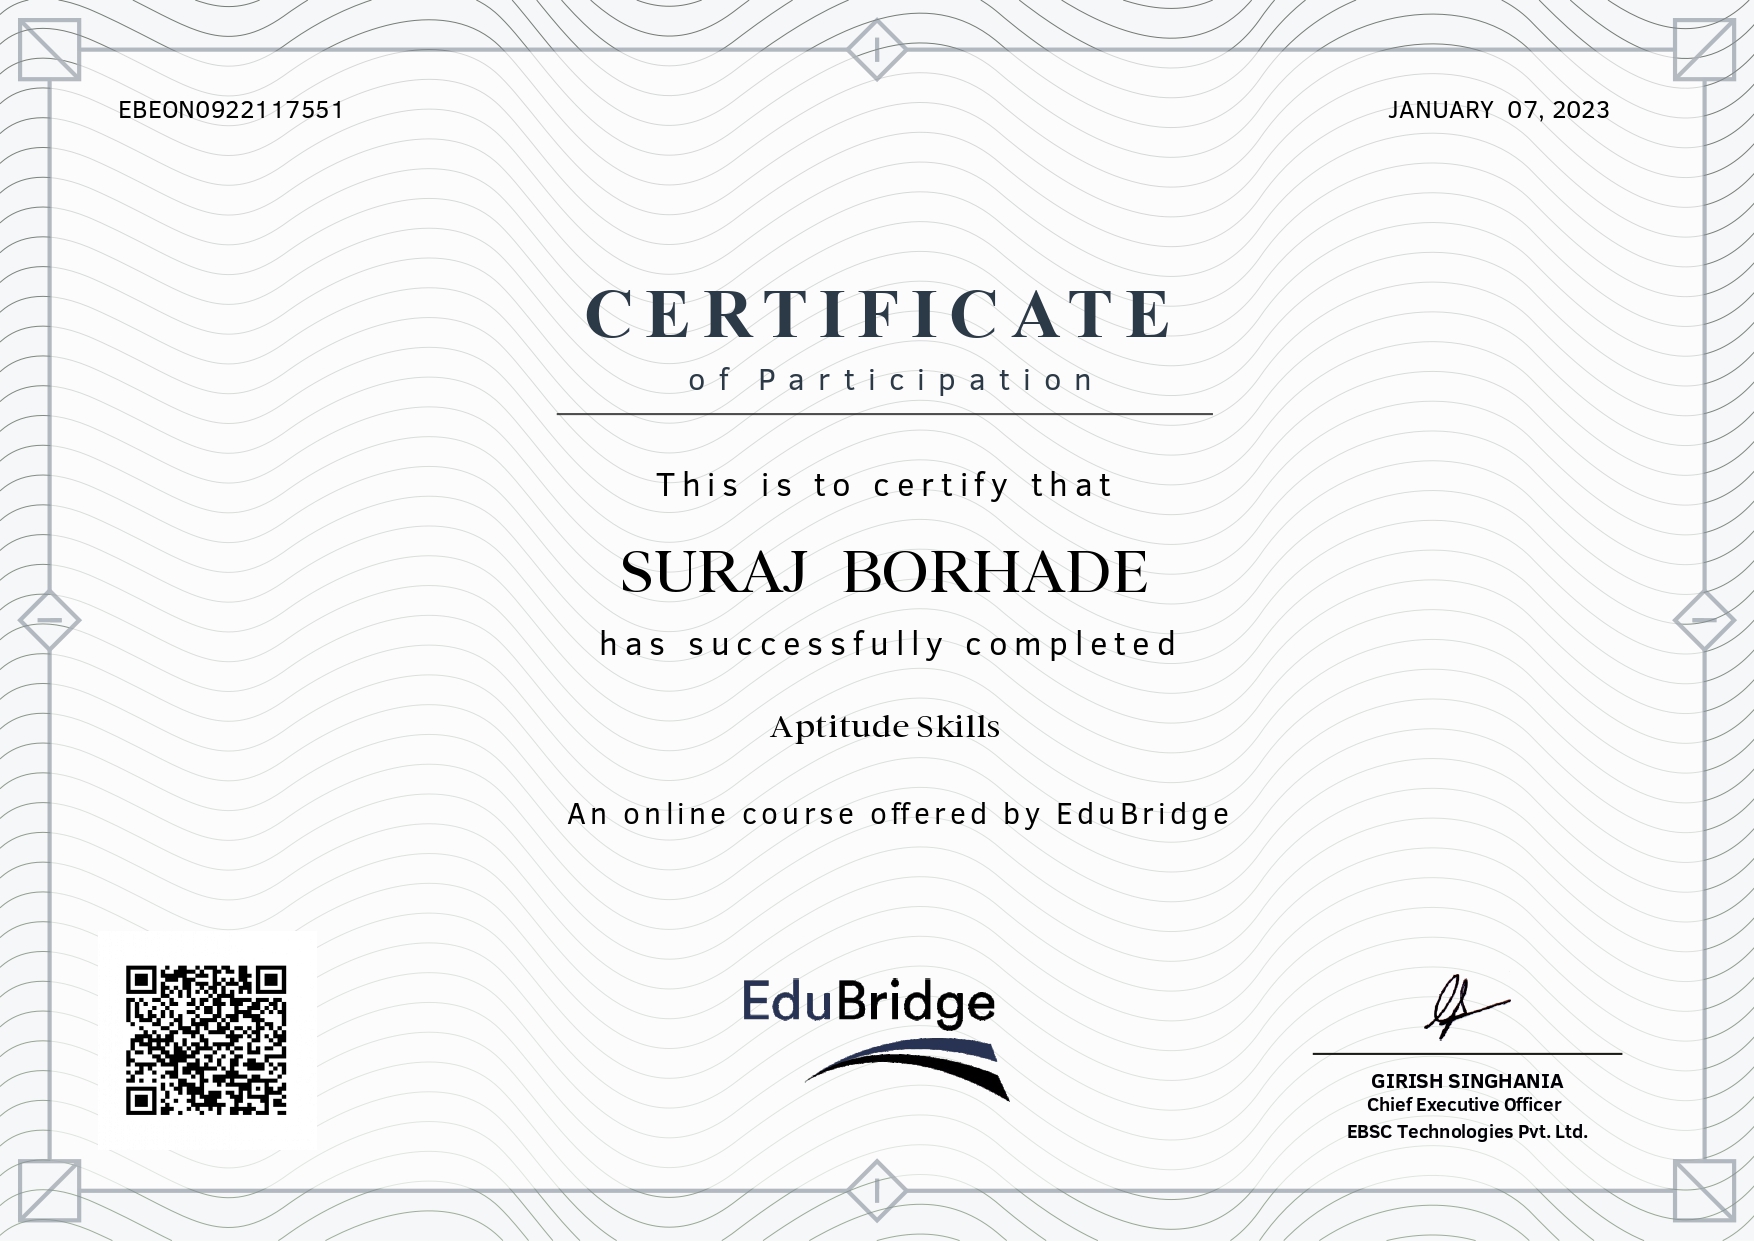 EBEON0922117551
JANUARY 07, 2023
CERTIFICATE
of Participation
This is to certify that
SURAJ BORHADE
has successfully completed
Aptitude Skills
An online course offered by EduBridge
EduBridge
GIRISH SINGHANIA
Chief Executive Officer
EBSC Technologies Pvt. Ltd.